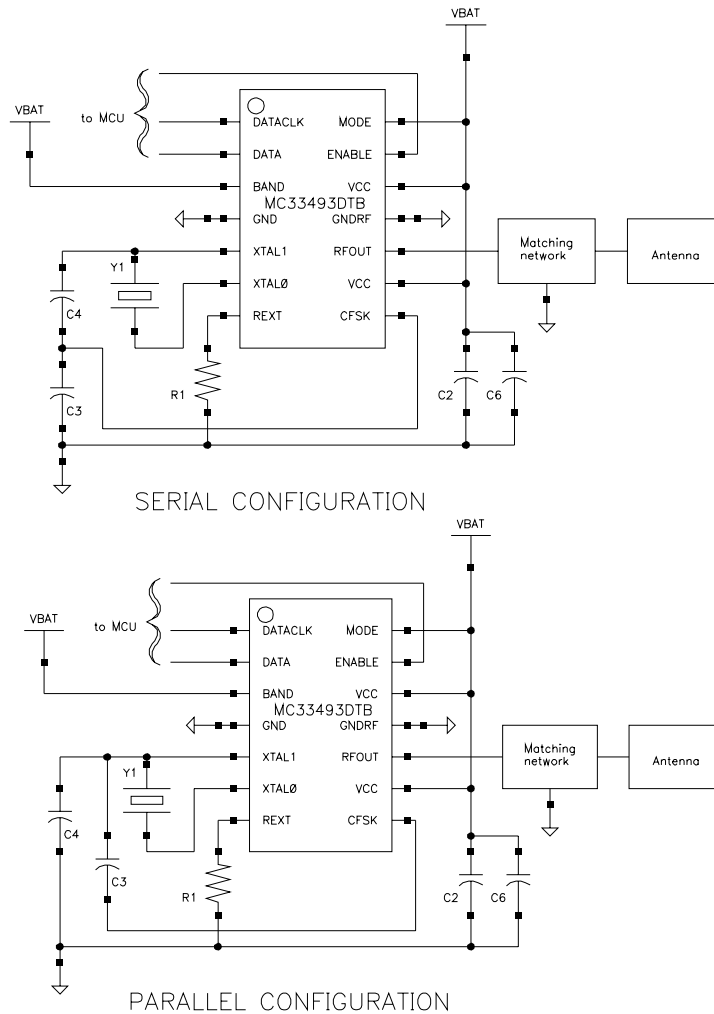 VBAT
VBAT
to MCU
DATACLK
MODE
DATA
ENABLE
BAND
VCC
MC33493DTB
GND
GNDRF
XTAL1
RFOUT
Matching
network
Antenna
Y1
XTALØ
VCC
C4
REXT
CFSK
R1
C2
C6
C3
SERIAL CONFIGURATION
VBAT
VBAT
to MCU
DATACLK
MODE
DATA
ENABLE
BAND
VCC
MC33493DTB
GND
GNDRF
XTAL1
RFOUT
Matching
network
Antenna
Y1
XTALØ
VCC
C4
REXT
CFSK
C3
R1
C2
C6
PARALLEL CONFIGURATION